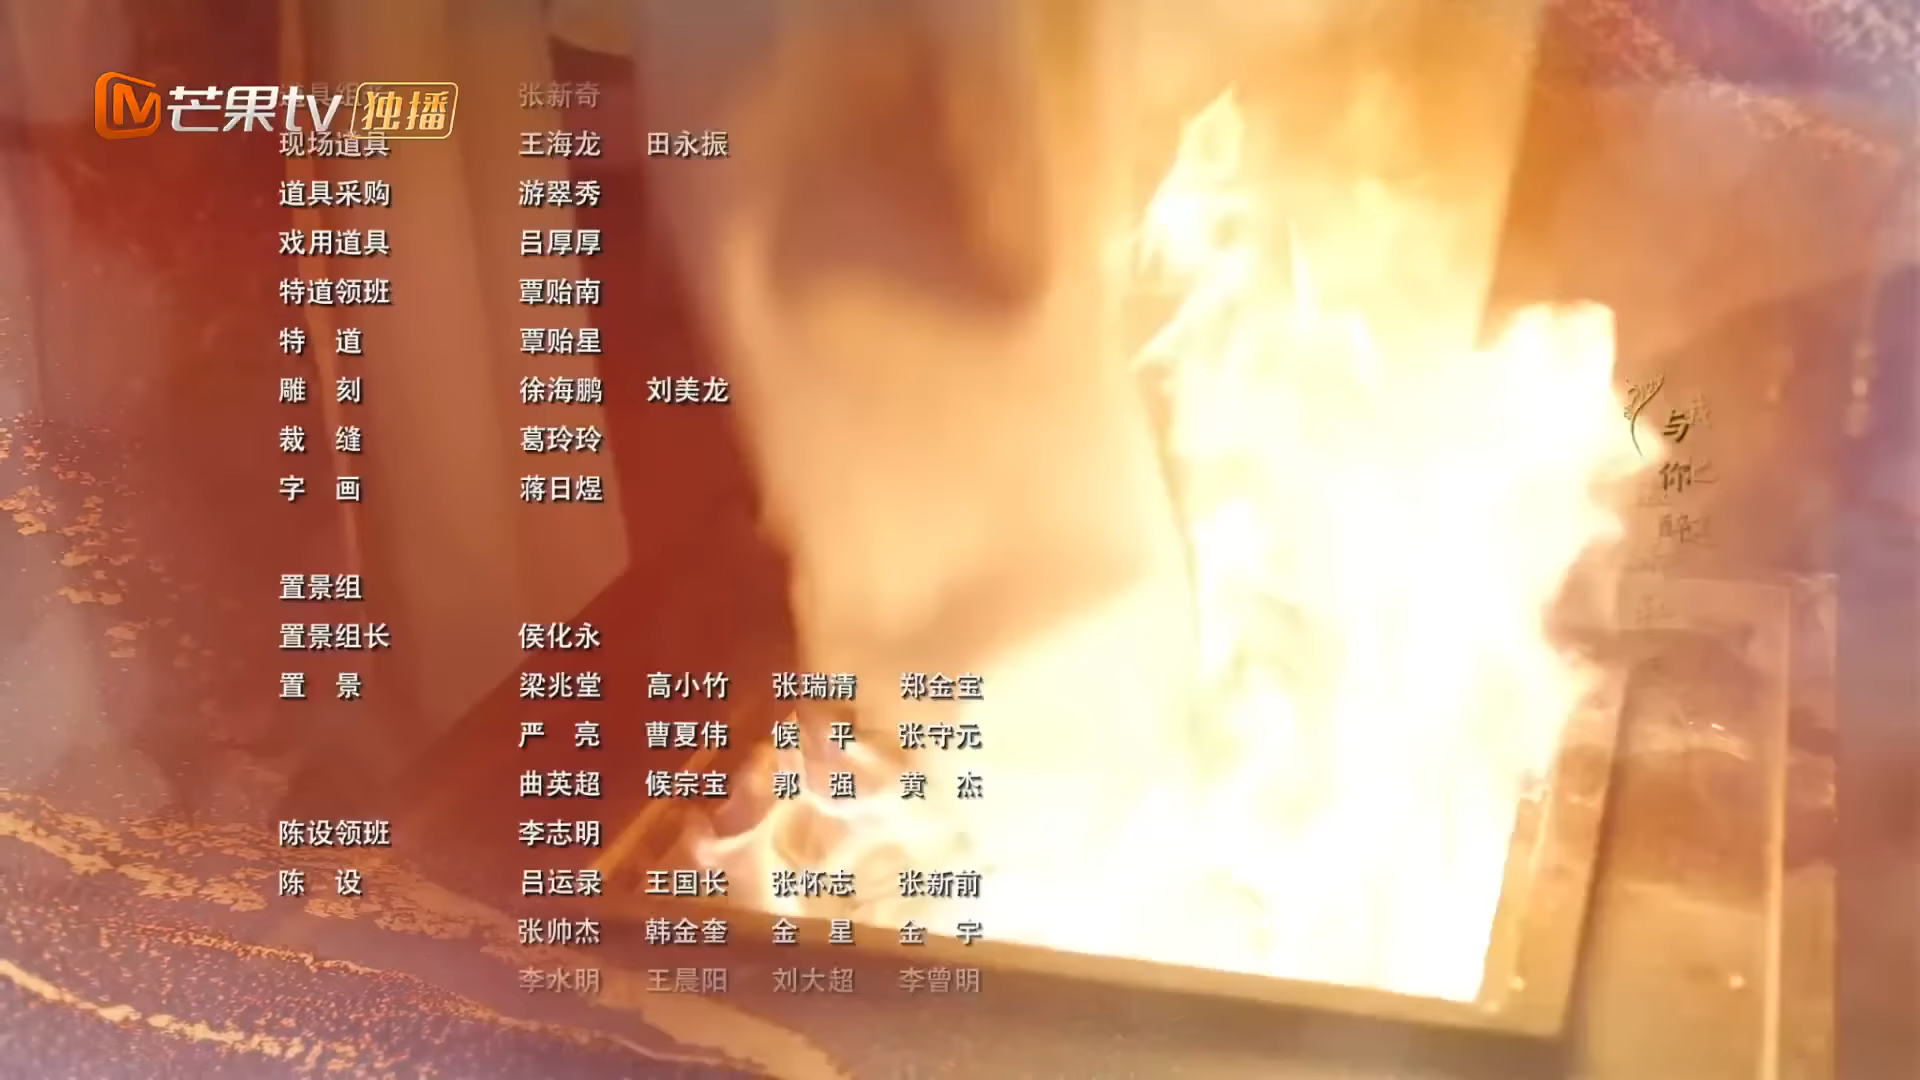 芒果tv 独播
道具组长 张新奇
现场道具 王海龙 田永振
道具采购 游翠秀
戏用道具 吕厚厚
特道领班 覃贻南
特 道 覃贻星
雕 刻 徐海鹏 刘美龙
裁 缝 葛玲玲
字 画 蒋日煜
置景组
置景组长 侯化永
置 景 梁兆堂 高小竹 张瑞清 郑金宝
严 亮 曹夏伟 候 平 张守元
曲英超 候宗宝 郭 强 黄 杰
陈设领班 李志明
陈 设 吕运录 王国长 张怀志 张新前
张帅杰 韩金奎 金 星 金 宇
李水明 王晨阳 刘大超 李曾明
与你醉